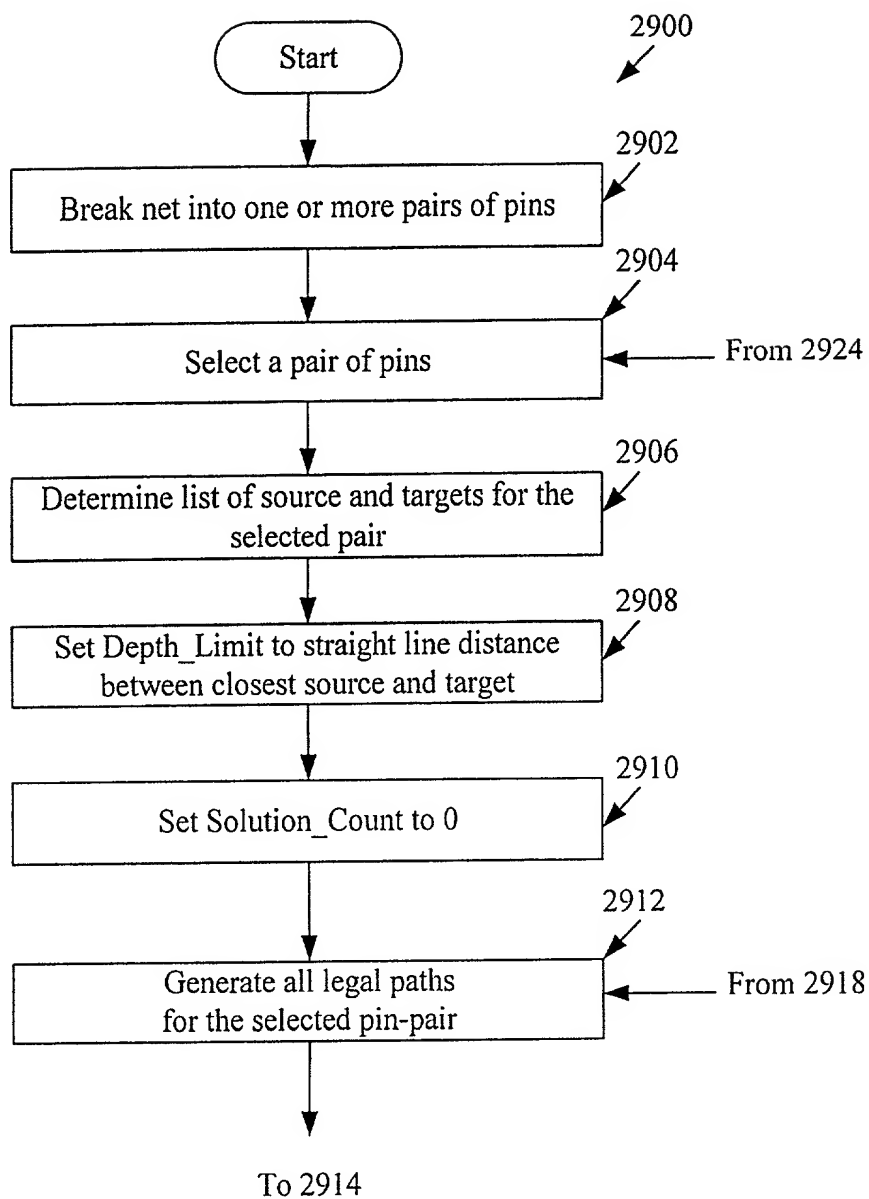 2900
Start
2902
Break net into one or more pairs of pins
2904
Select a pair of pins
From 2924
2906
Determine list of source and targets for the
selected pair
2908
Set Depth_Limit to straight line distance
between closest source and target
2910
Set Solution_Count to 0
2912
Generate all legal paths
for the selected pin-pair
From 2918
To 2914